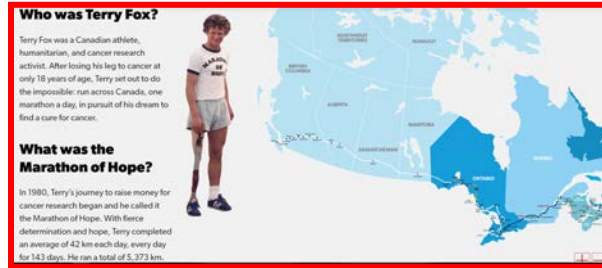 Who was Terry Fox?
Terry Fox was a Canadian athlete,
humanitarian, and cancer research
activist. After losing his leg to cancer at
only 18 years of age, Terry set out to do
the impossible: run across Canada, one
marathon a day, in pursuit of his dream to
find a cure for cancer.
What was the
Marathon of Hope?
In 1980, Terry's journey to raise money for
cancer research began and he called it
the Marathon of Hope. With fierce
determination and hope, Terry completed
an average of 42 km each day, every day
for 143 days. He ran a total of 5,373 km.
MARATHON
OF HOPE
NORTHWEST
TERRITORIES
NUNAVUT
BRITISH
COLUMBIA
ALBERTA
MANITOBA
SASKATCHEWAN
ONTARIO
QUEBEC